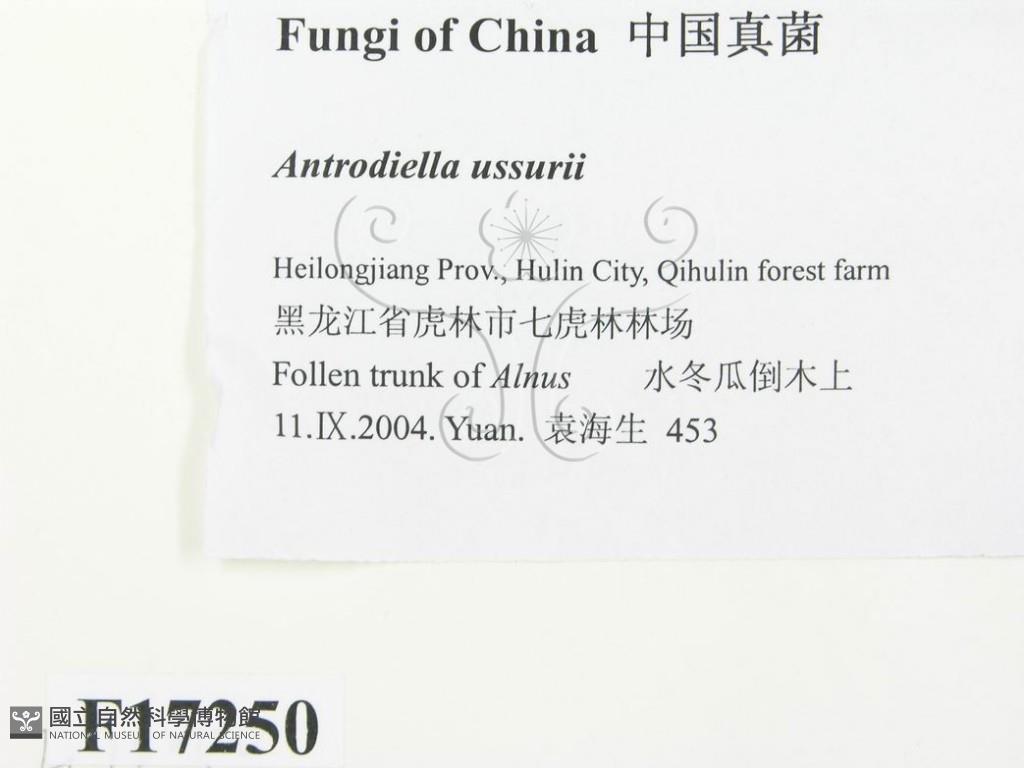 Fungi of China 中国真菌
Antrodiella ussurii
Heilongjiang Prov., Hulin City, Qihulin forest farm
黑龙江省虎林市七虎林林场
Follen trunk of Alnus 水冬瓜倒木上
11.Ⅸ.2004. Yuan. 袁海生 453
F17250
國立自然科學博物館
NATIONAL MUSEUM OF NATURAL SCIENCE